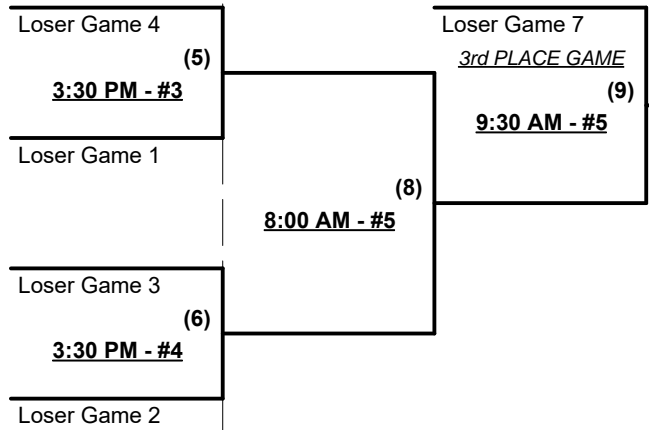 Loser Game 4
(5)
3:30 PM - #3
Loser Game 1
Loser Game 7
3rd PLACE GAME
(9)
9:30 AM - #5
(8)
8:00 AM - #5
Loser Game 3
(6)
3:30 PM - #4
Loser Game 2